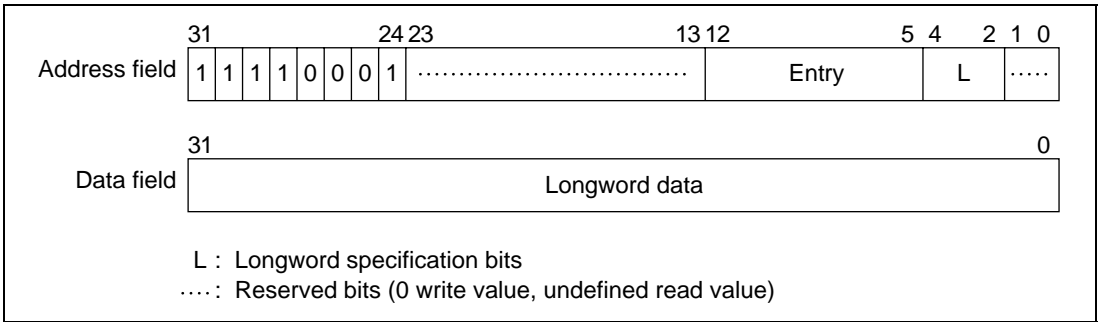 31 24 23 13 12 5 4 2 1 0
Address field 1 1 1 1 0 0 0 1 ................................. Entry L .....
31 0
Data field Longword data
L : Longword specification bits
.... : Reserved bits (0 write value, undefined read value)